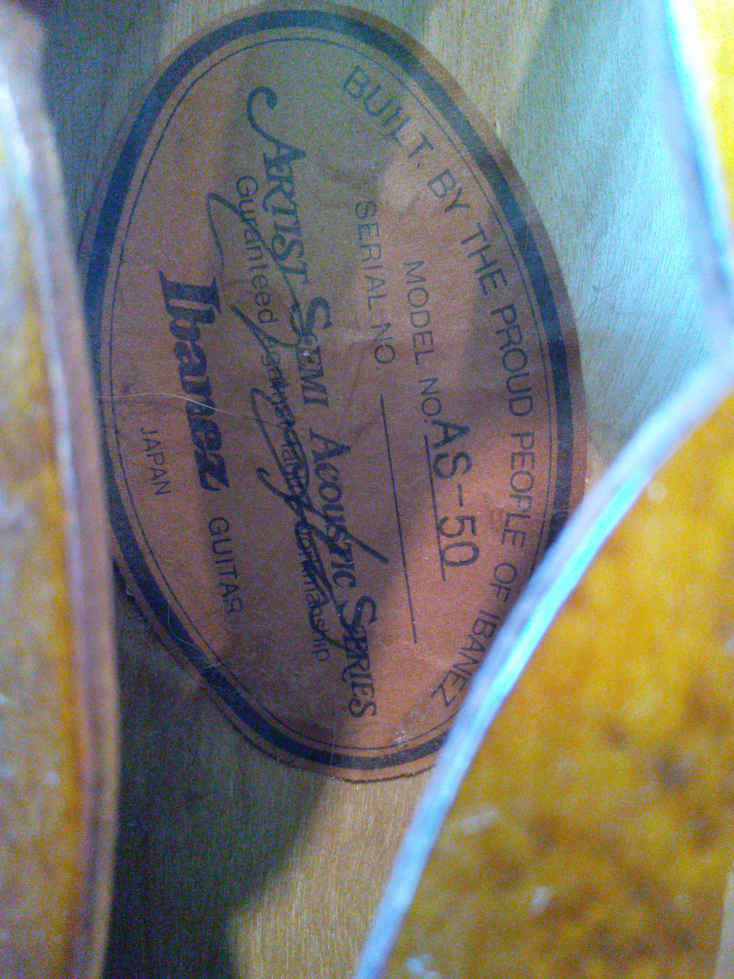 BUILT. BY THE PROUD PEOPLE OF IBANEZ
MODEL NO. AS-50
SERIAL NO
ARTIST SEMI ACOUSTIC SERIES
Guranteed
Ibanez GUITAR
JAPAN